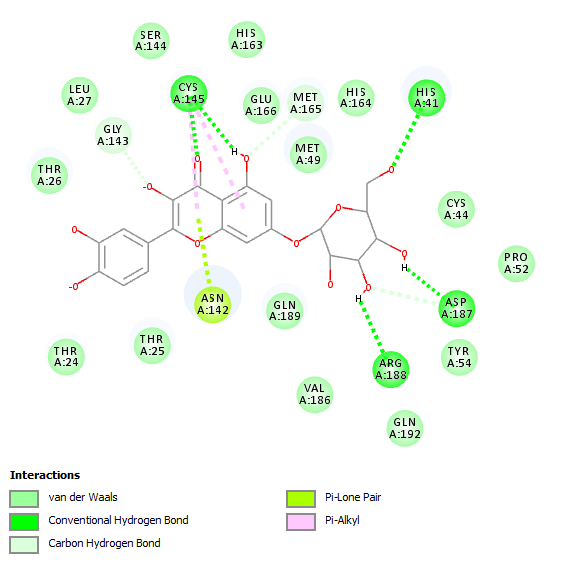 SER
A:144
HIS
A:163
LEU
A:27
CYS
A:145
GLU
A:166
MET
A:165
HIS
A:164
HIS
A:41
GLY
A:143
MET
A:49
THR
A:26
CYS
A:44
PRO
A:52
ASN
A:142
GLN
A:189
ASP
A:187
THR
A:24
THR
A:25
ARG
A:188
TYR
A:54
VAL
A:186
GLN
A:192
H
O
O
-O
O
O
O
O
-O
O
O
O
H
O
O
H
Interactions
van der Waals
Conventional Hydrogen Bond
Carbon Hydrogen Bond
Pi-Lone Pair
Pi-Alkyl